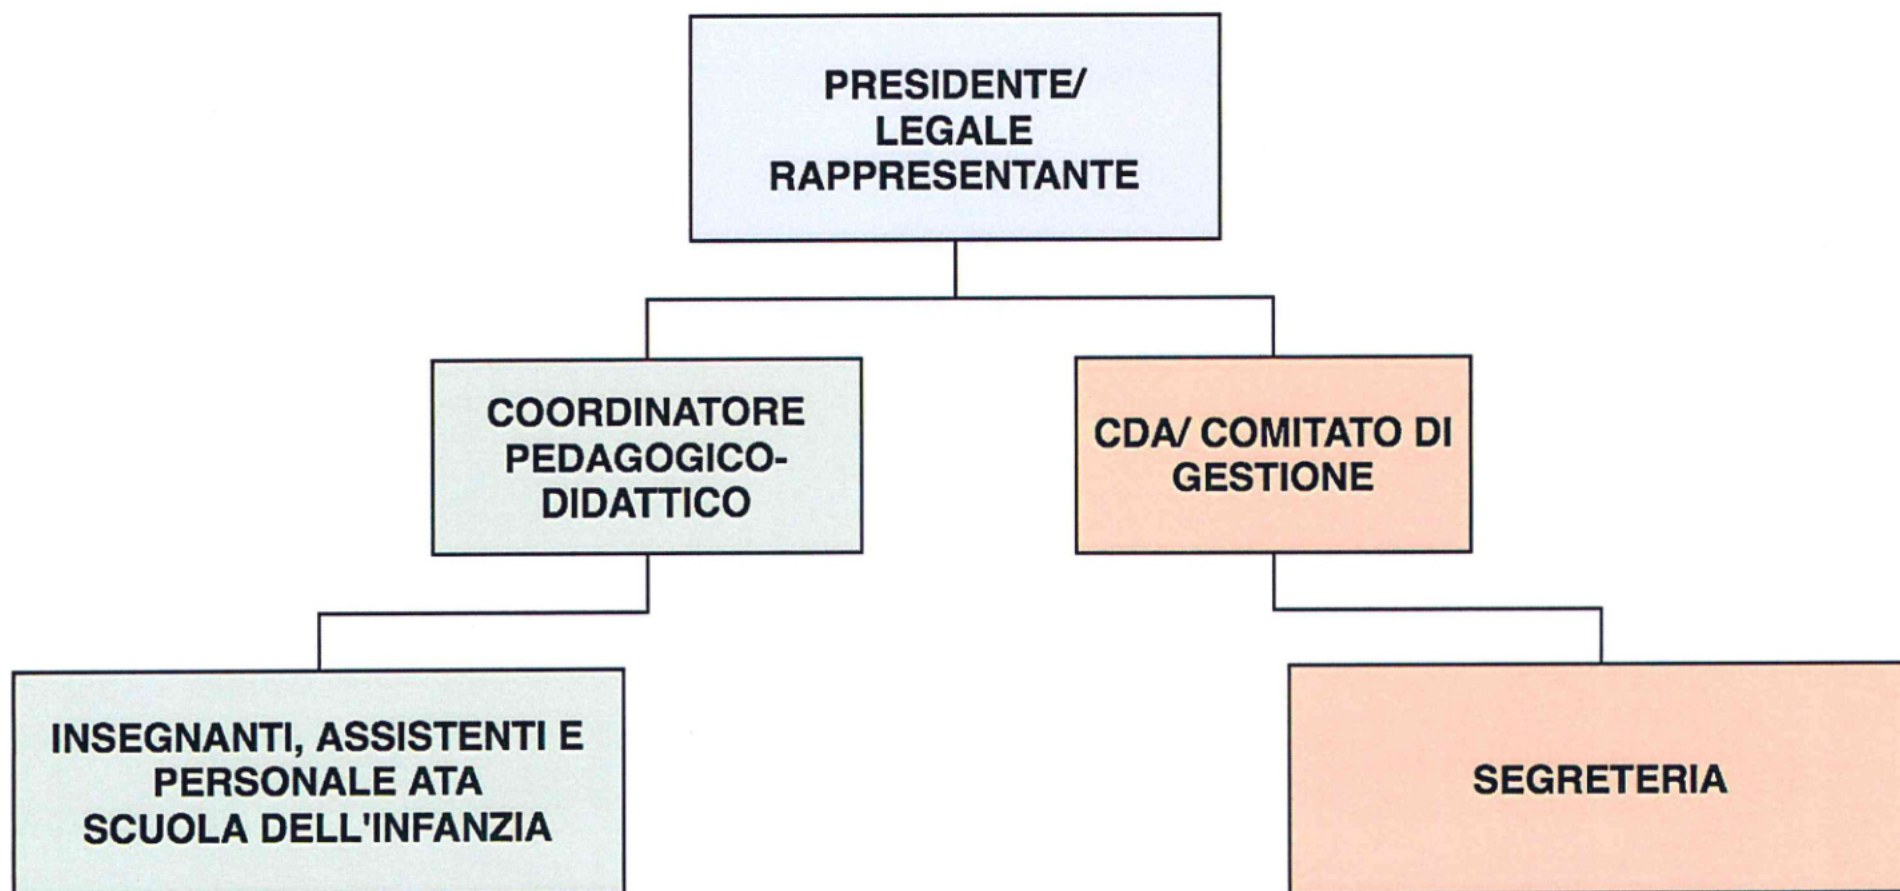 PRESIDENTE/
LEGALE
RAPPRESENTANTE
COORDINATORE
PEDAGOGICO-
DIDATTICO
CDA/ COMITATO DI
GESTIONE
INSEGNANTI, ASSISTENTI E
PERSONALE ATA
SCUOLA DELL'INFANZIA
SEGRETERIA